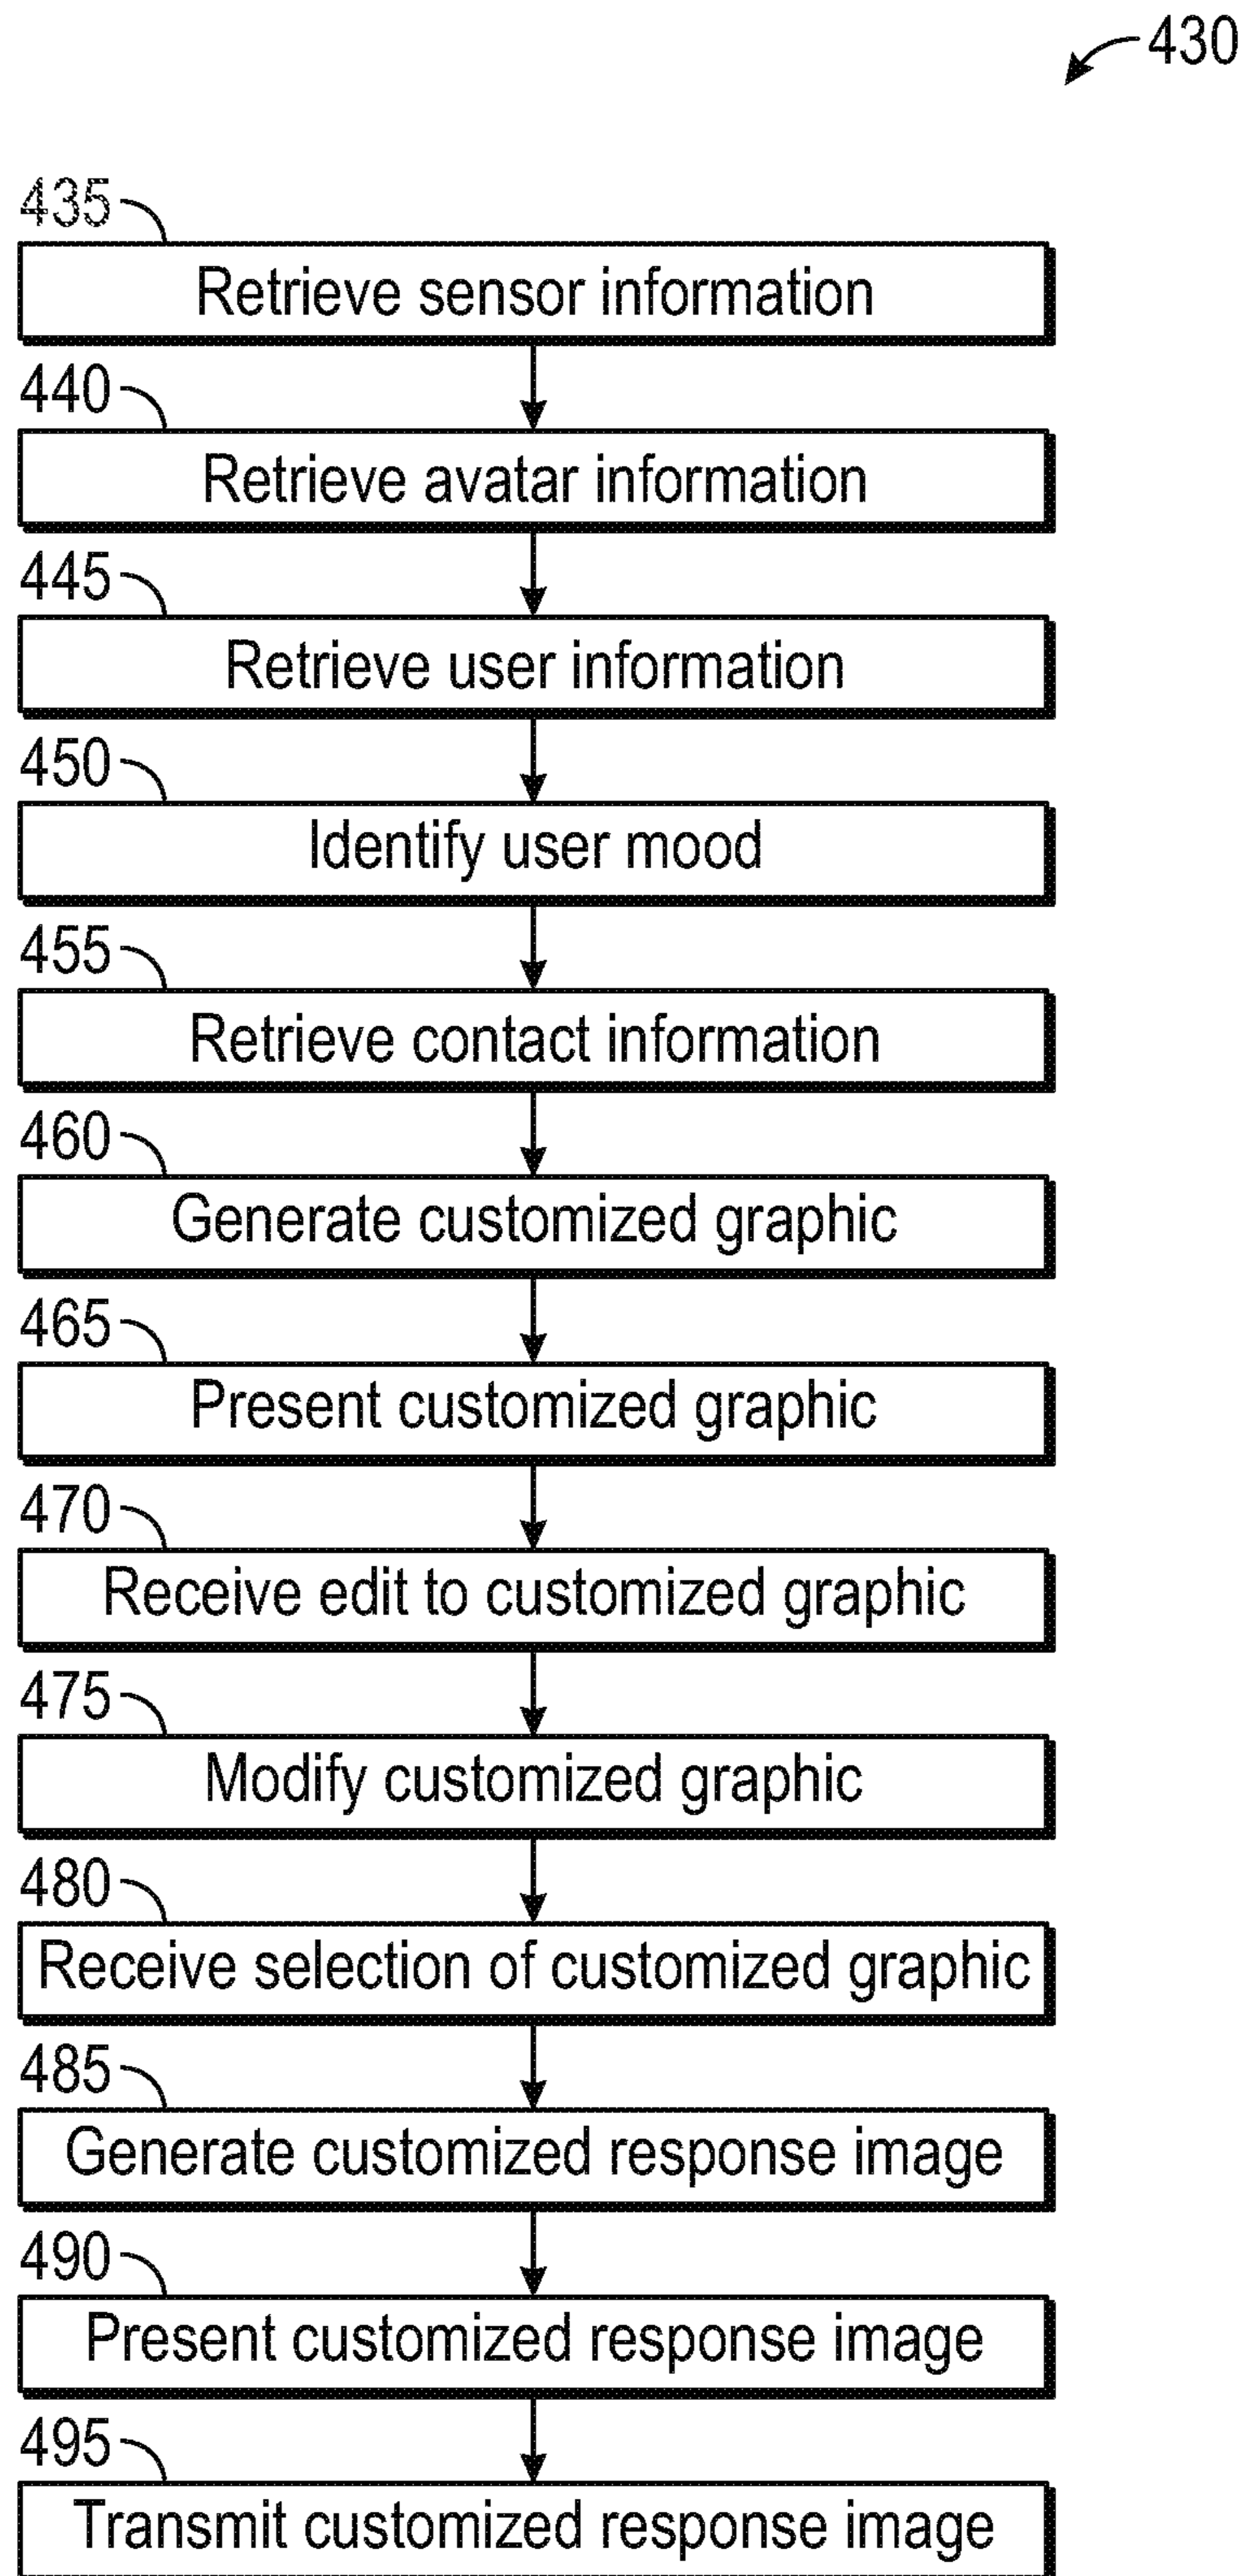 430
435
Retrieve sensor information
440
Retrieve avatar information
445
Retrieve user information
450
Identify user mood
455
Retrieve contact information
460
Generate customized graphic
465
Present customized graphic
470
Receive edit to customized graphic
475
Modify customized graphic
480
Receive selection of customized graphic
485
Generate customized response image
490
Present customized response image
495
Transmit customized response image